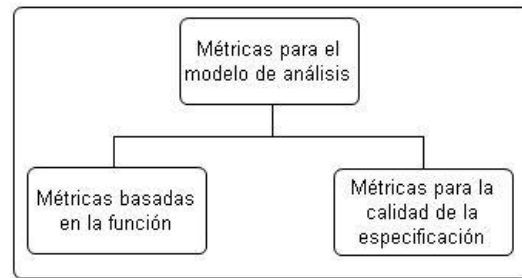 Métricas para el
modelo de análisis
Métricas basadas
en la función
Métricas para la
calidad de la
especificación